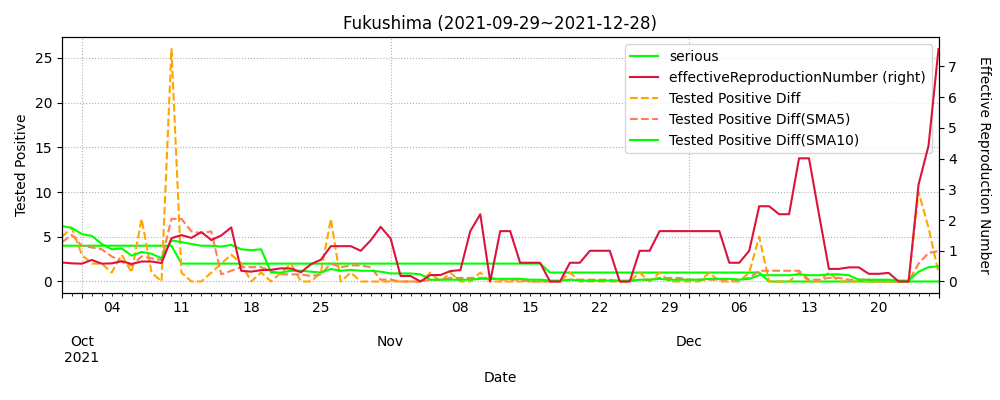 Fukushima (2021-09-29~2021-12-28)
serious
effectiveReproductionNumber (right)
Tested Positive Diff
Tested Positive Diff(SMA5)
Tested Positive Diff(SMA10)
Tested Positive
25
20
15
10
5
0
Effective Reproduction Number
7
6
5
4
3
2
1
0
04
11
18
25
08
15
22
29
06
13
20
Oct
2021
Nov
Dec
Date